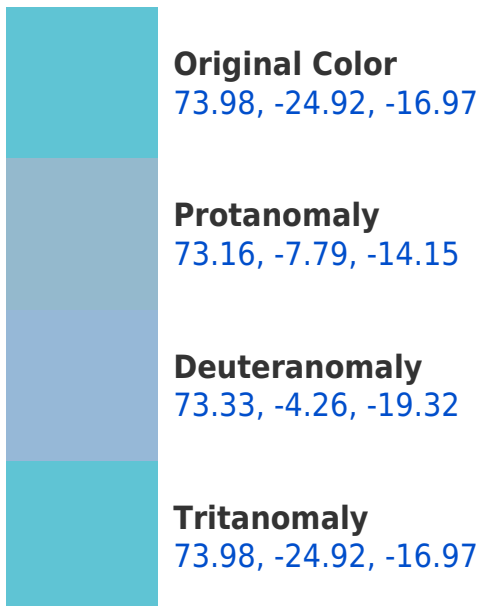 Original Color
73.98, -24.92, -16.97
Protanomaly
73.16, -7.79, -14.15
Deuteranomaly
73.33, -4.26, -19.32
Tritanomaly
73.98, -24.92, -16.97